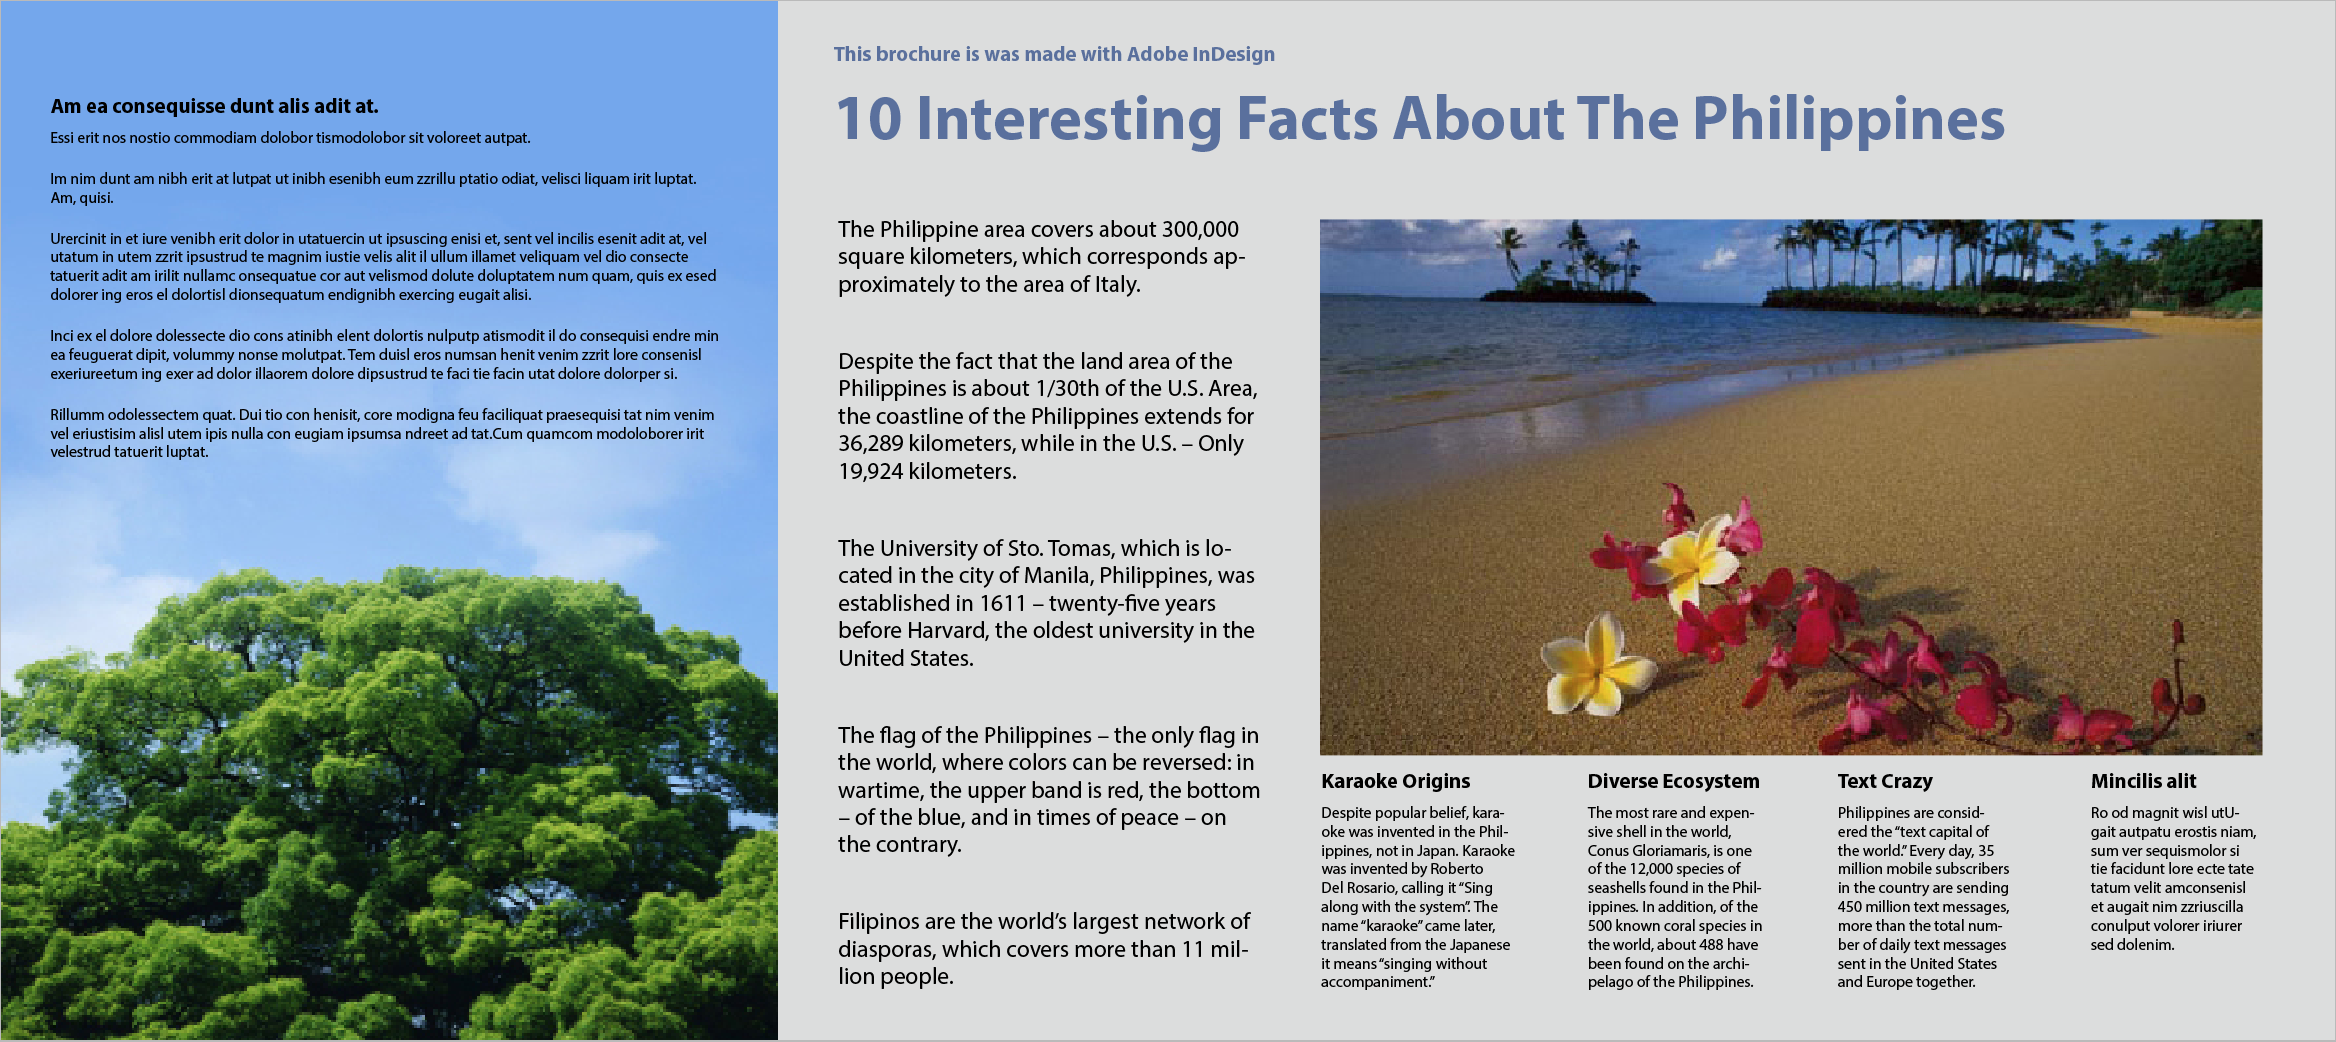 Am ea consequisse dunt alis adit at.
Essi erit nos nostio commodiam dolobor tismodolobor sit voloreet autpat.
Im nim dunt am nibh erit at lutpat ut inibh esenibh eum zzrillu ptatio odiat, velisci liquam irit luptat.
Am, quisi.
Urercinit in et iure venibh erit dolor in utatuercin ut ipsuscing enisi et, sent vel incilis esenit adit at, vel
utatum in utem zzrit ipsustrud te magnim iustie velis alit il ullum illamet veliquam vel dio consecte
tatuerit adit am irilit nullamc onsequatue cor aut velismod dolute doluptatem num quam, quis ex esed
dolorer ing eros el dolortisl dionsequatum endignibh exercing eugait alisi.
Inci ex el dolore dolessecte dio cons atinibh elent dolortis nulputp atismodit il do consequisi endre min
ea feuguerat dipit, volummy nonse molutpat. Tem duisl eros numsan henit venim zzrit lore consenisl
exeriureetum ing exer ad dolor illaorem dolore dipsustrud te faci tie facin utat dolore dolorper si.
Rillumm odolessectem quat. Dui tio con henisit, core modigna feu faciliquat praesequisi tat nim venim
vel eriustisim alisl utem ipis nulla con eugiam ipsumsa ndreet ad tat.Cum quamcom modoloborer irit
velestrud tatuerit luptat.
This brochure is was made with Adobe InDesign
10 Interesting Facts About The Philippines
The Philippine area covers about 300,000
square kilometers, which corresponds ap-
proximately to the area of Italy.
Despite the fact that the land area of the
Philippines is about 1/30th of the U.S. Area,
the coastline of the Philippines extends for
36,289 kilometers, while in the U.S. – Only
19,924 kilometers.
The University of Sto. Tomas, which is lo-
cated in the city of Manila, Philippines, was
established in 1611 – twenty-five years
before Harvard, the oldest university in the
United States.
The flag of the Philippines – the only flag in
the world, where colors can be reversed: in
wartime, the upper band is red, the bottom
– of the blue, and in times of peace – on
the contrary.
Filipinos are the world's largest network of
diasporas, which covers more than 11 mil-
lion people.
Karaoke Origins
Despite popular belief, kara-
oke was invented in the Phil-
ippines, not in Japan. Karaoke
was invented by Roberto
Del Rosario, calling it “Sing
along with the system”. The
name “karaoke” came later,
translated from the Japanese
it means “singing without
accompaniment.”
Diverse Ecosystem
The most rare and expen-
sive shell in the world,
Conus Gloriamaris, is one
of the 12,000 species of
seashells found in the Phil-
ippines. In addition, of the
500 known coral species in
the world, about 488 have
been found on the archi-
pelago of the Philippines.
Text Crazy
Philippines are consid-
ered the “text capital of
the world.” Every day, 35
million mobile subscribers
in the country are sending
450 million text messages,
more than the total num-
ber of daily text messages
sent in the United States
and Europe together.
Mincilis alit
Ro od magnit wisl utU-
gait autpatu erostis niam,
sum ver sequismolor si
tie facidunt lore ecte tate
tatum velit amconsenisl
et augait nim zzriuscilla
conulput volorer iriurer
sed dolenim.